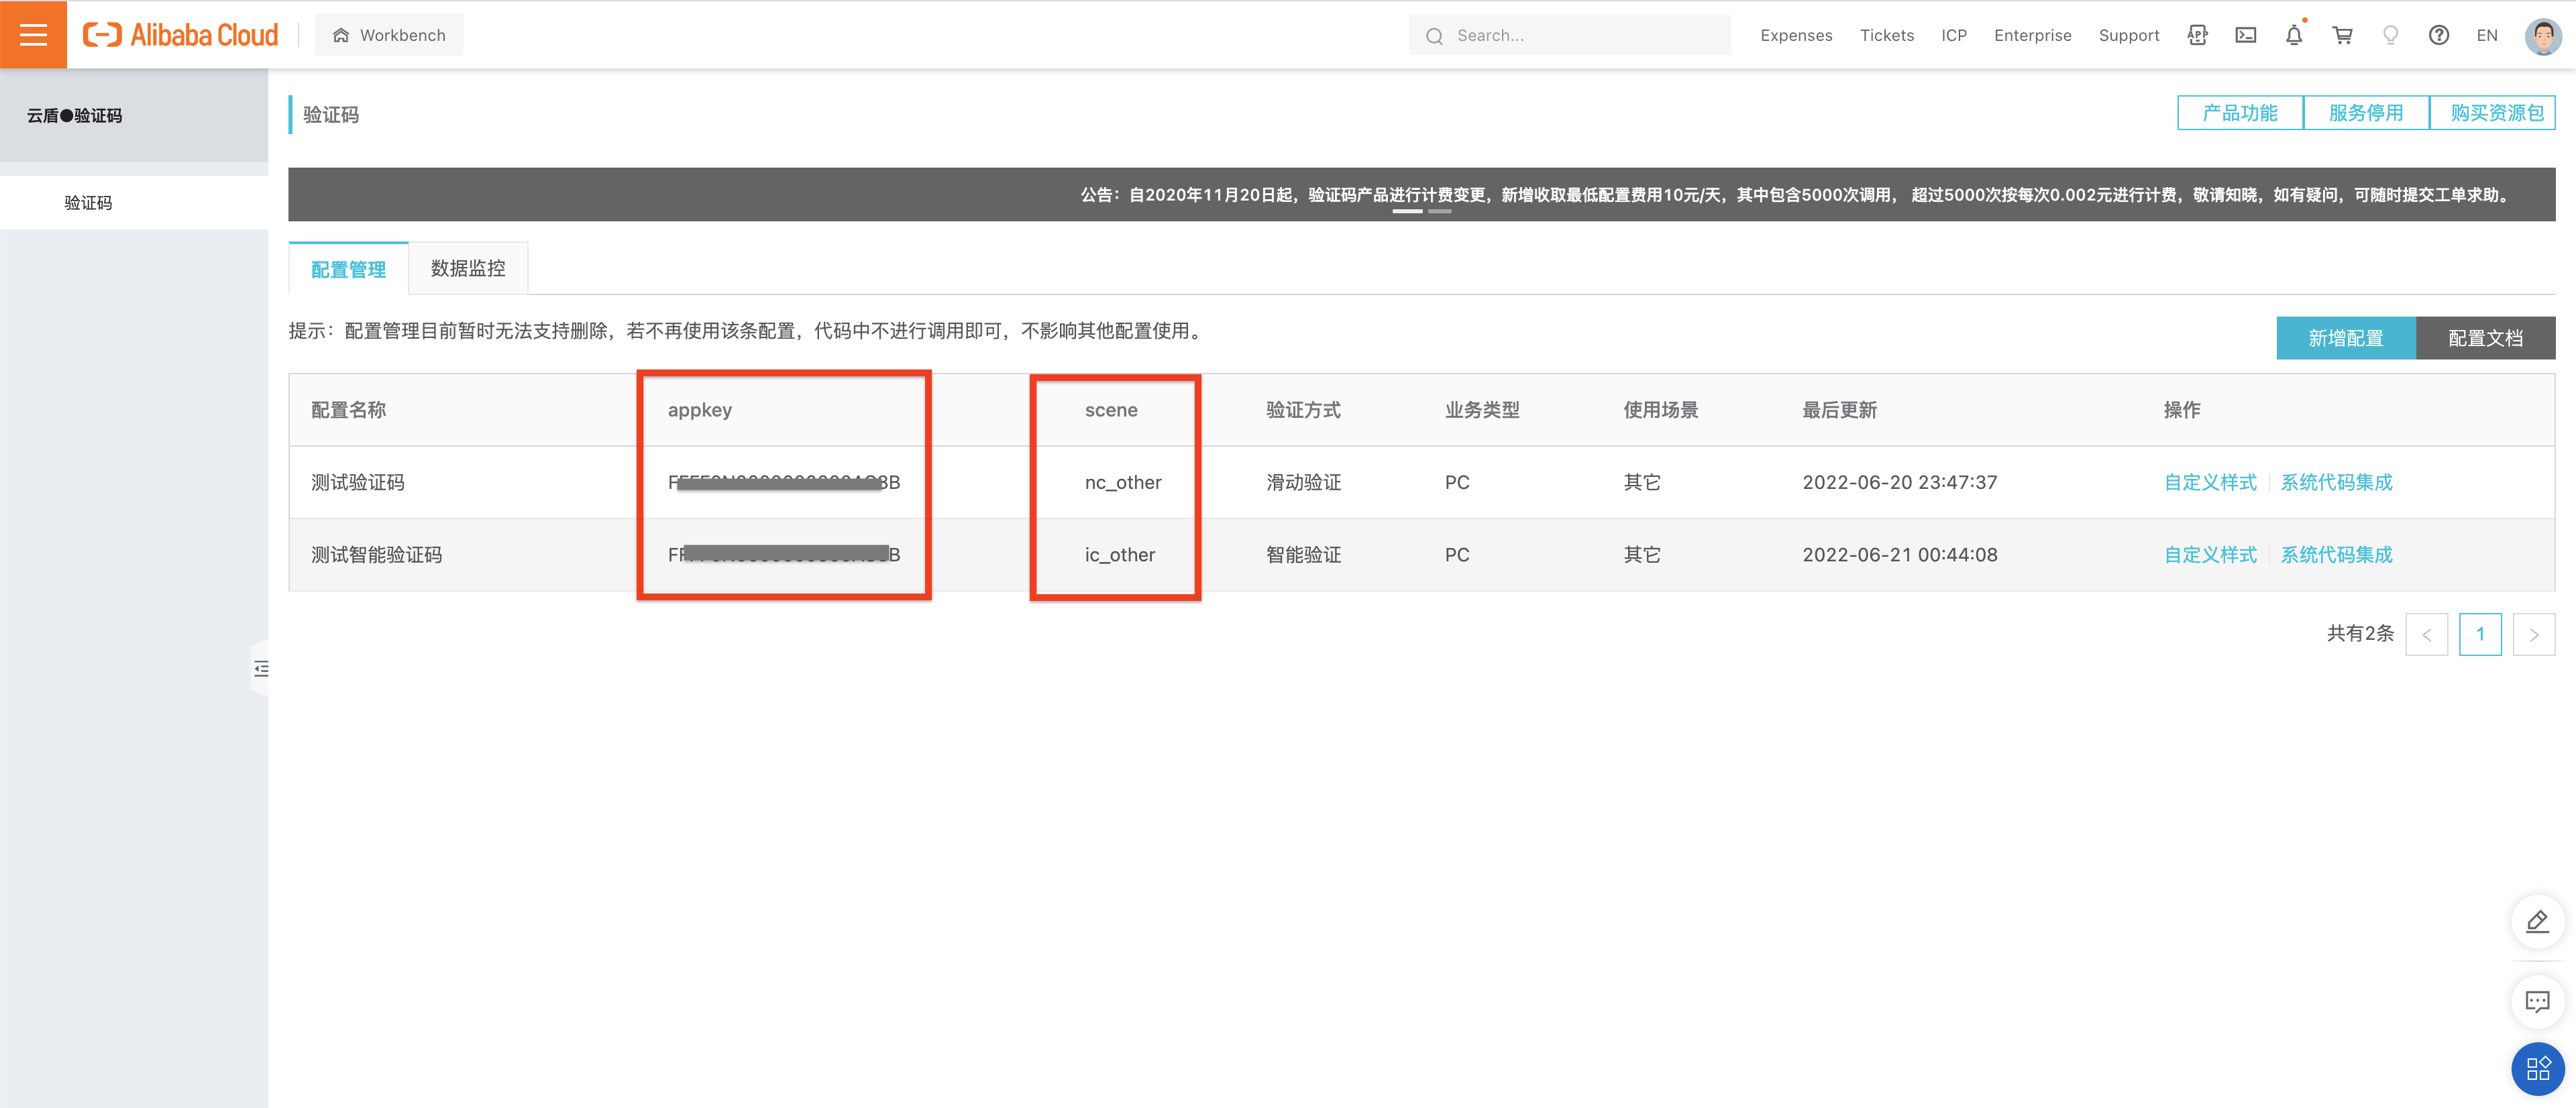 Alibaba Cloud
Workbench
Search...
Expenses
Tickets
ICP
Enterprise
Support
EN
云盾●验证码
验证码
验证码
产品功能
服务停用
购买资源包
公告：自2020年11月20日起，验证码产品进行计费变更，新增收取最低配置费用10元/天，其中包含5000次调用， 超过5000次按每次0.002元进行计费，敬请知晓，如有疑问，可随时提交工单求助。
配置管理
数据监控
提示：配置管理目前暂时无法支持删除，若不再使用该条配置，代码中不进行调用即可，不影响其他配置使用。
新增配置
配置文档
配置名称 appkey scene 验证方式 业务类型 使用场景 最后更新 操作
测试验证码 nc_other 滑动验证 PC 其它 2022-06-20 23:47:37 自定义样式 系统代码集成
测试智能验证码 ic_other 智能验证 PC 其它 2022-06-21 00:44:08 自定义样式 系统代码集成
共有2条 < 1 >